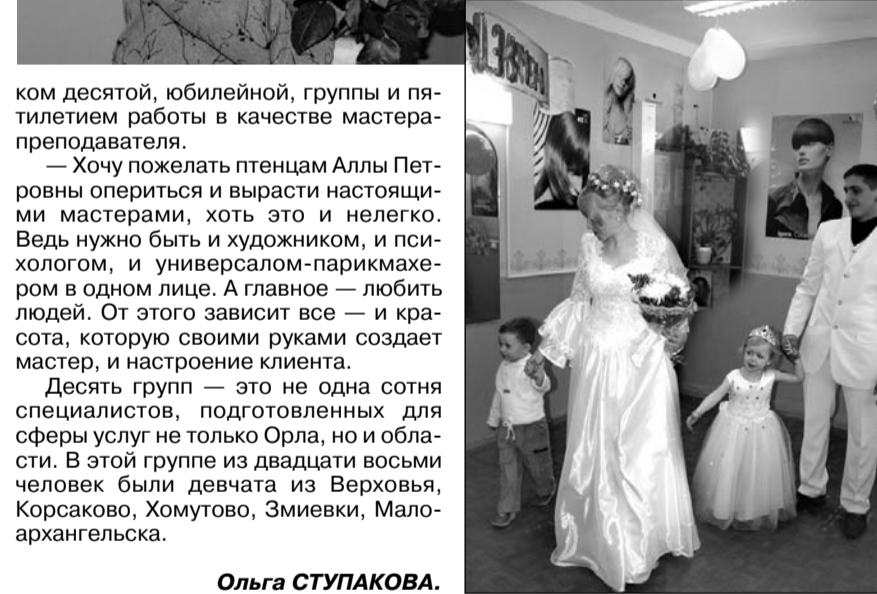 ком десятой, юбилейной, группы и пя-
тилетием работы в качестве мастера-
преподавателя.
— Хочу пожелать птенцам Аллы Пет-
ровны опериться и вырасти настоящи-
ми мастерами, хоть это и нелегко.
Ведь нужно быть и художником, и пси-
хологом, и универсалом-парикмахе-
ром в одном лице. А главное — любить
людей. От этого зависит все — и кра-
сота, которую своими руками создает
мастер, и настроение клиента.
Десять групп — это не одна сотня
специалистов, подготовленных для
сферы услуг не только Орла, но и обла-
сти. В этой группе из двадцати восьми
человек были девчата из Верховья,
Корсаково, Хомутово, Змиевки, Мало-
архангельска.
Ольга СТУПАКОВА.